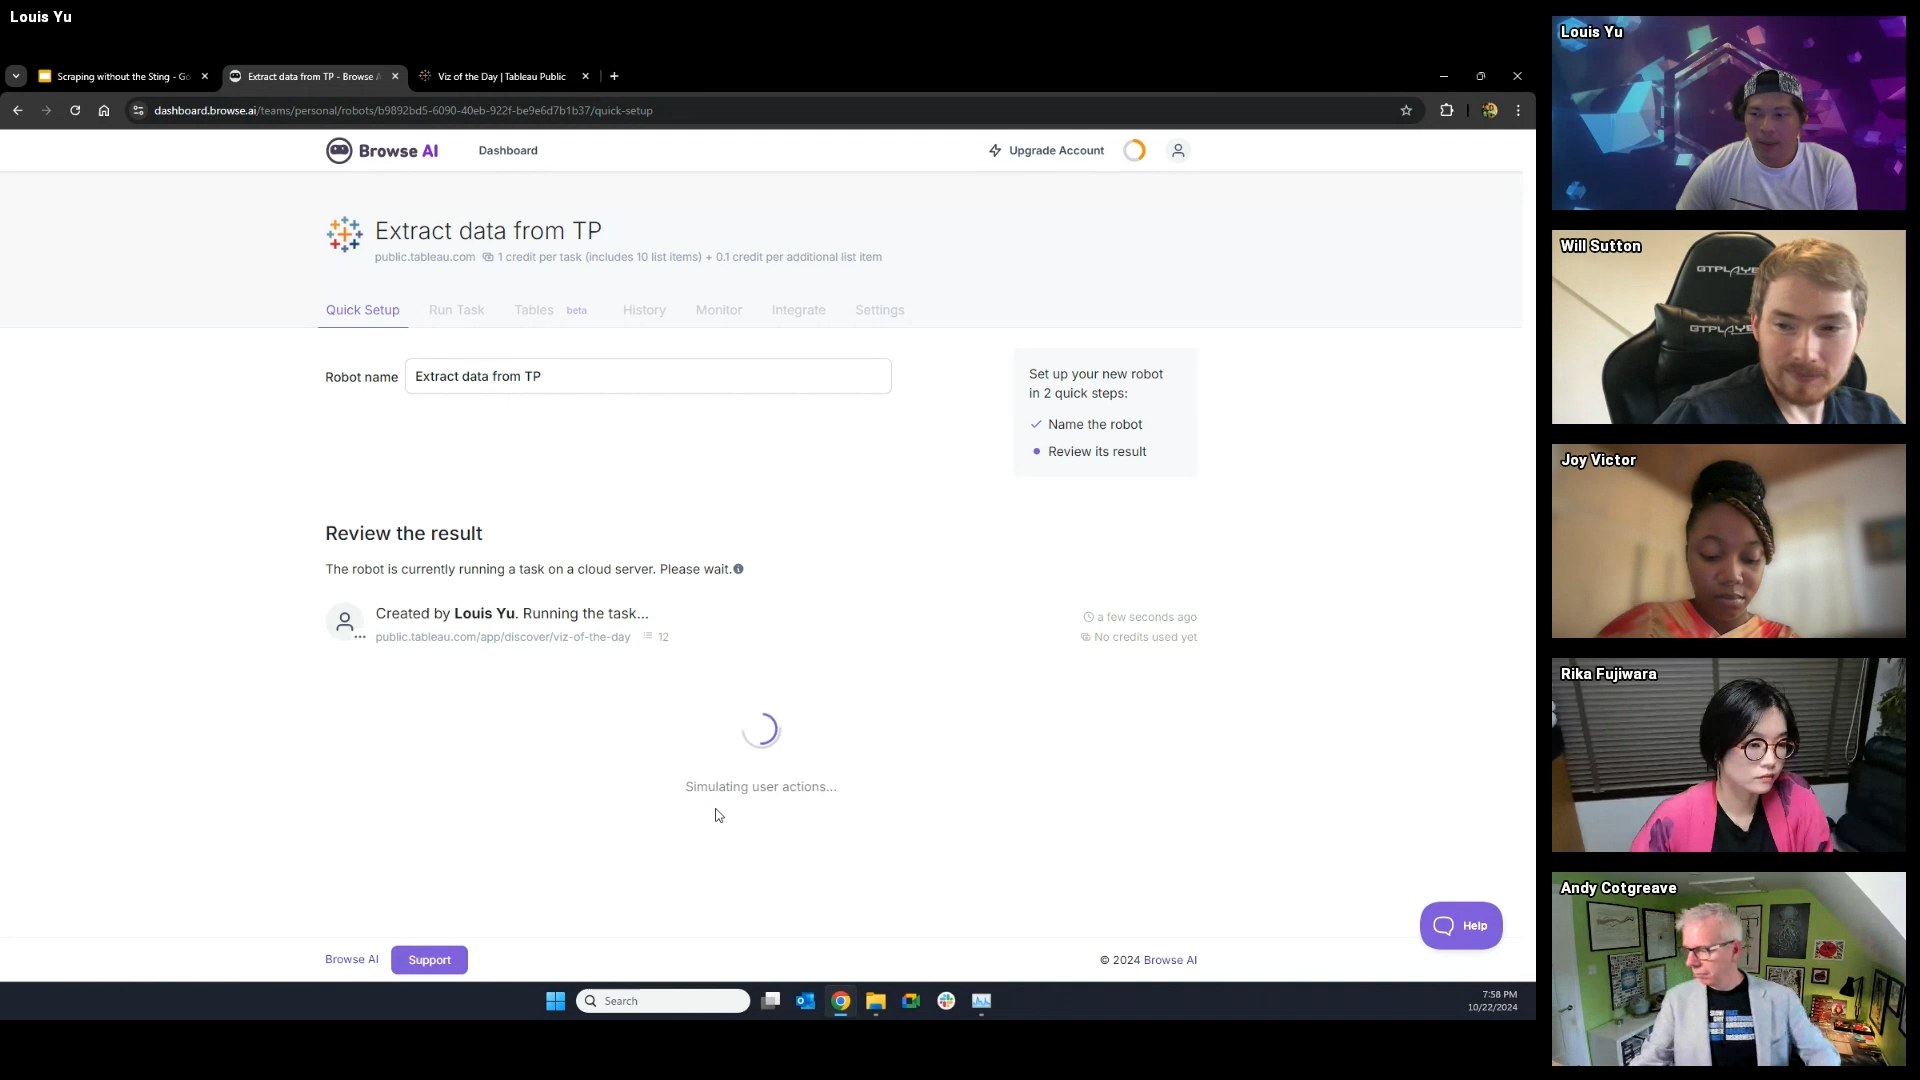 Louis Yu
Scraping without the Sting - Go
Extract data from TP - Browse A
Viz of the Day | Tableau Public
dashboard.browse.ai/teams/personal/robots/b9892bd5-6090-40eb-922f-be9e6d7b1b37/quick-setup
Browse AI
Dashboard
Upgrade Account
Extract data from TP
public.tableau.com 1 credit per task (includes 10 list items) + 0.1 credit per additional list item
Quick Setup
Run Task
Tables beta
History
Monitor
Integrate
Settings
Robot name
Extract data from TP
Set up your new robot
in 2 quick steps:
Name the robot
Review its result
Review the result
The robot is currently running a task on a cloud server. Please wait.
Created by Louis Yu. Running the task...
a few seconds ago
public.tableau.com/app/discover/viz-of-the-day 12
No credits used yet
Simulating user actions...
Help
Browse AI
Support
© 2024 Browse AI
Search
7:58 PM
10/22/2024
Louis Yu
Will Sutton
GTPLAYE
GTPLAYE
Joy Victor
Rika Fujiwara
Andy Cotgreave